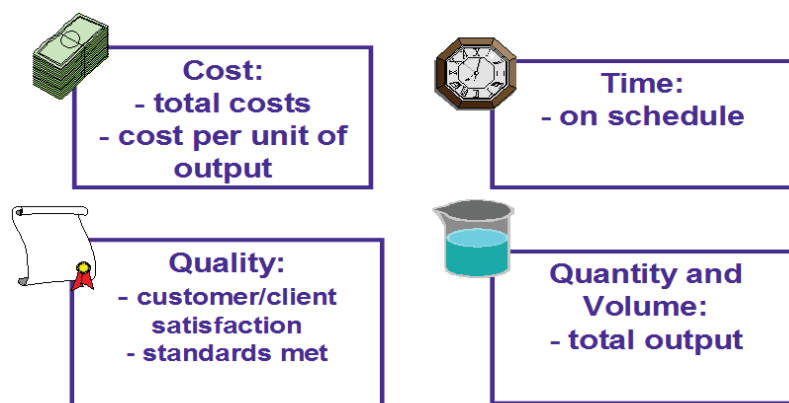 Cost:
- total costs
- cost per unit of
output
Time:
- on schedule
Quality:
- customer/client
satisfaction
- standards met
Quantity and
Volume:
- total output